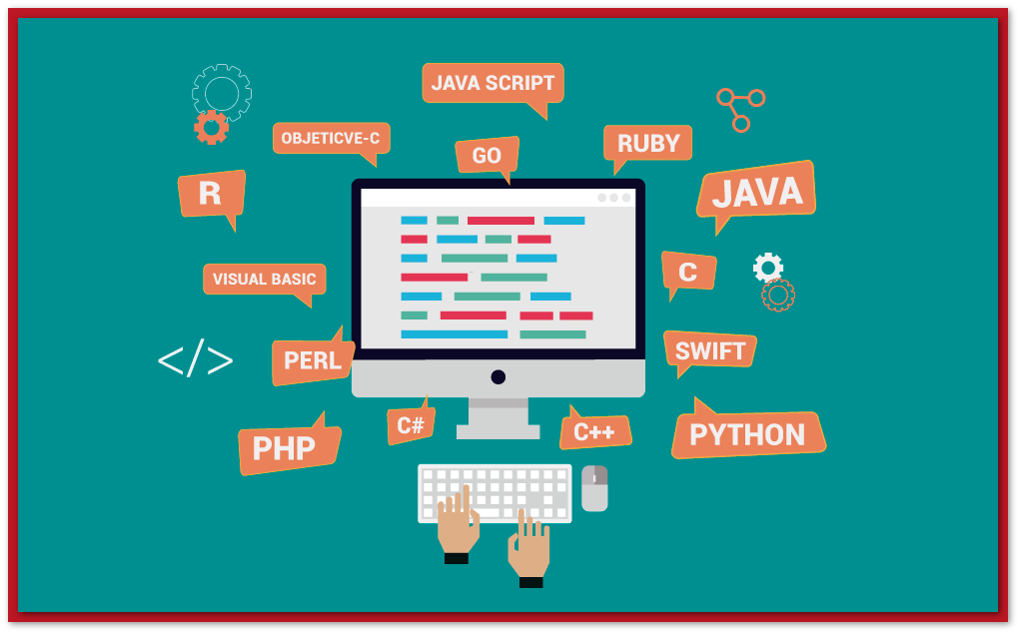 JAVA SCRIPT
OBJETICVE-C
GO
RUBY
R
JAVA
VISUAL BASIC
C
</>
PERL
SWIFT
PHP
C#
C++
PYTHON